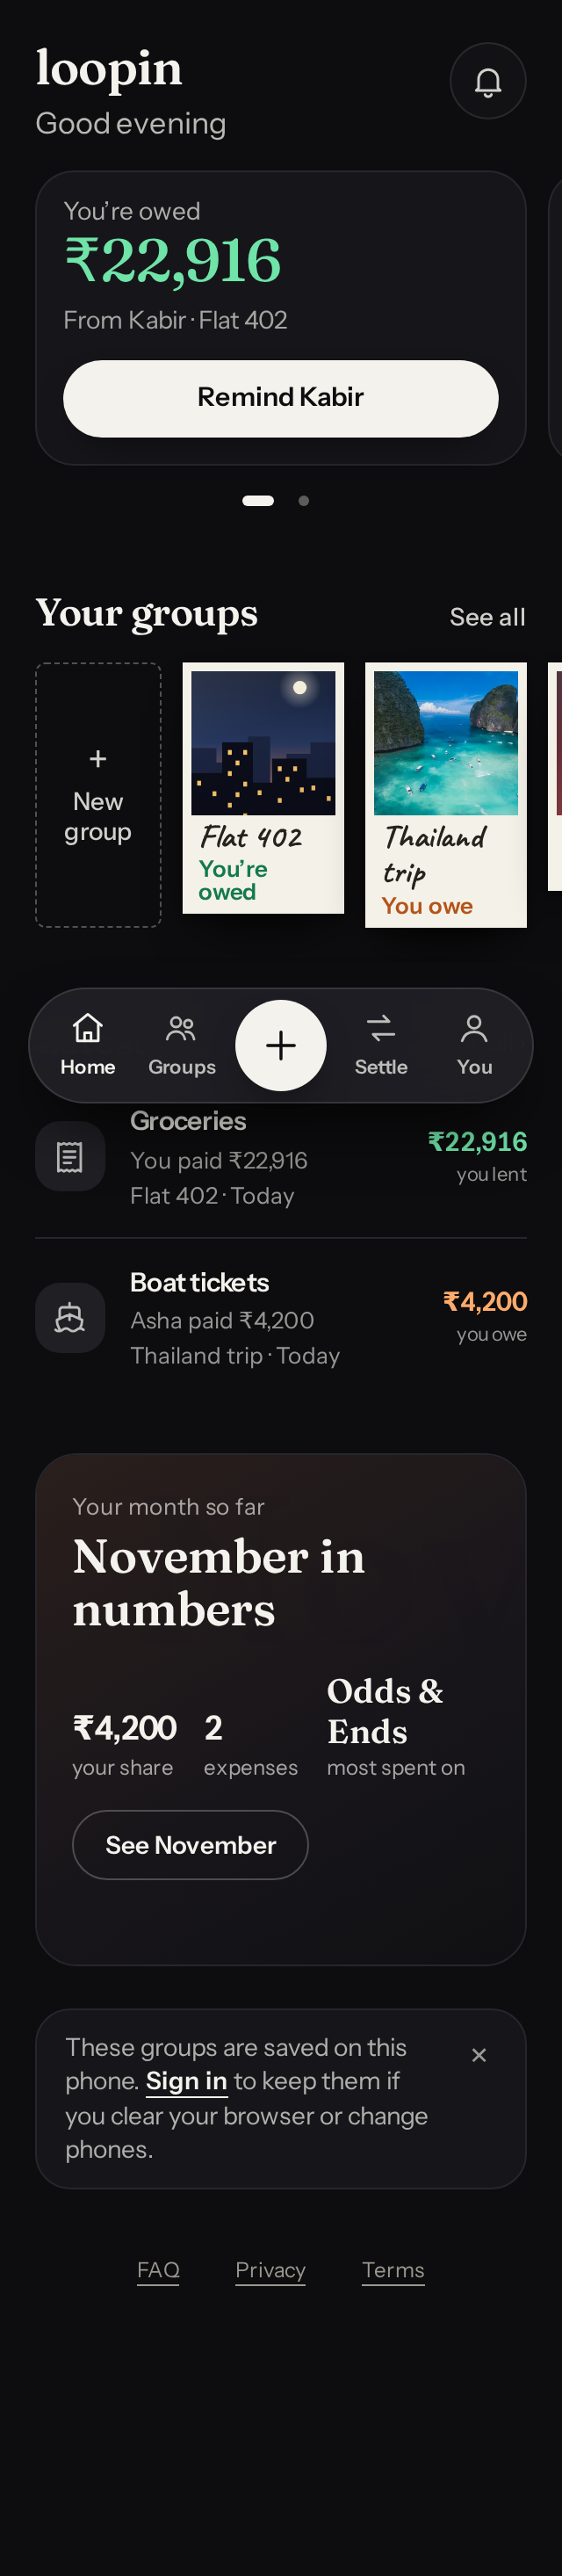 loopin
Good evening
You're owed
₹22,916
From Kabir · Flat 402
Remind Kabir
Your groups
See all
+
New
group
Flat 402
You're
owed
Thailand
trip
You owe
Home
Groups
Settle
You
Groceries
You paid ₹22,916
Flat 402 · Today
₹22,916
you lent
Boat tickets
Asha paid ₹4,200
Thailand trip · Today
₹4,200
you owe
Your month so far
November in
numbers
₹4,200
your share
2
expenses
Odds &
Ends
most spent on
See November
These groups are saved on this
phone. Sign in to keep them if
you clear your browser or change
phones.
FAQ
Privacy
Terms